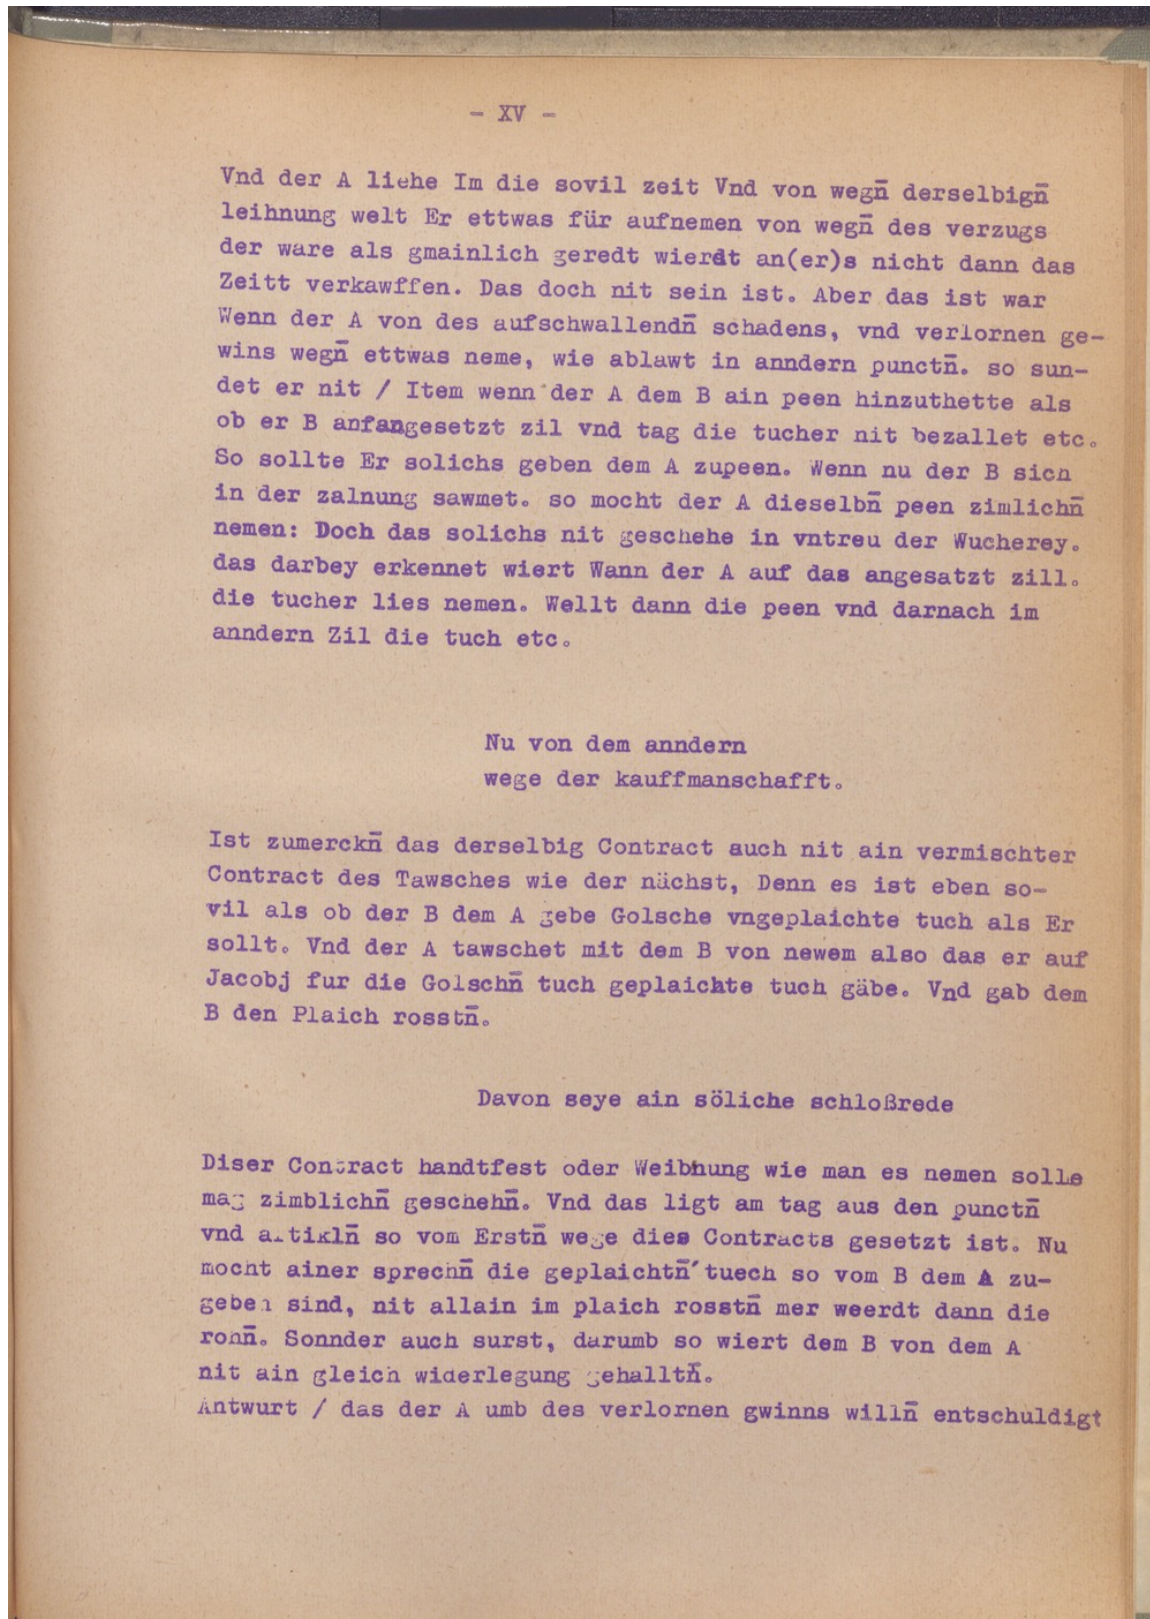 - XV -
Vnd der A liehe Im die sovil zeit Vnd von wegn̄ derselbign̄
leihnung welt Er ettwas für aufnemen von wegn̄ des verzugs
der ware als gmainlich geredt wierdt an(er)s nicht dann das
Zeitt verkawffen. Das doch nit sein ist. Aber das ist war
Wenn der A von des aufschwallendn̄ schadens, vnd verlornen ge-
wins wegn̄ ettwas neme, wie ablawt in anndern punctn̄. so sun-
det er nit / Item wenn der A dem B ain peen hinzuthette als
ob er B anfangesetzt zil vnd tag die tucher nit bezallet etc.
So sollte Er solichs geben dem A zupeen. Wenn nu der B sich
in der zalnung sawmet. so mocht der A dieselbn̄ peen zimlichn̄
nemen: Doch das solichs nit geschehe in vntreu der Wucherey.
das darbey erkennet wiert Wann der A auf das angesatzt zill.
die tucher lies nemen. Wellt dann die peen vnd darnach im
anndern Zil die tuch etc.
Nu von dem anndern
wege der kauffmanschafft.
Ist zumerckn̄ das derselbig Contract auch nit ain vermischter
Contract des Tawsches wie der nächst, Denn es ist eben so-
vil als ob der B dem A gebe Golsche vngeplaichte tuch als Er
sollt. Vnd der A tawschet mit dem B von newem also das er auf
Jacobj fur die Golschn̄ tuch geplaichte tuch gäbe. Vnd gab dem
B den Plaich rosstn̄.
Davon seye ain söliche schloßrede
Diser Contract handtfest oder Weibnung wie man es nemen solle
mag zimblichn̄ geschehn̄. Vnd das ligt am tag aus den punctn̄
vnd artikln̄ so vom Erstn̄ wege dies Contracts gesetzt ist. Nu
mocht ainer sprechn̄ die geplaichtn̄ tuech so vom B dem A zu-
geben sind, nit allain im plaich rosstn̄ mer weerdt dann die
rohn̄. Sonnder auch surst, darumb so wiert dem B von dem A
nit ain gleich widerlegung gehalltn̄.
Antwurt / das der A umb des verlornen gwinns willn̄ entschuldigt